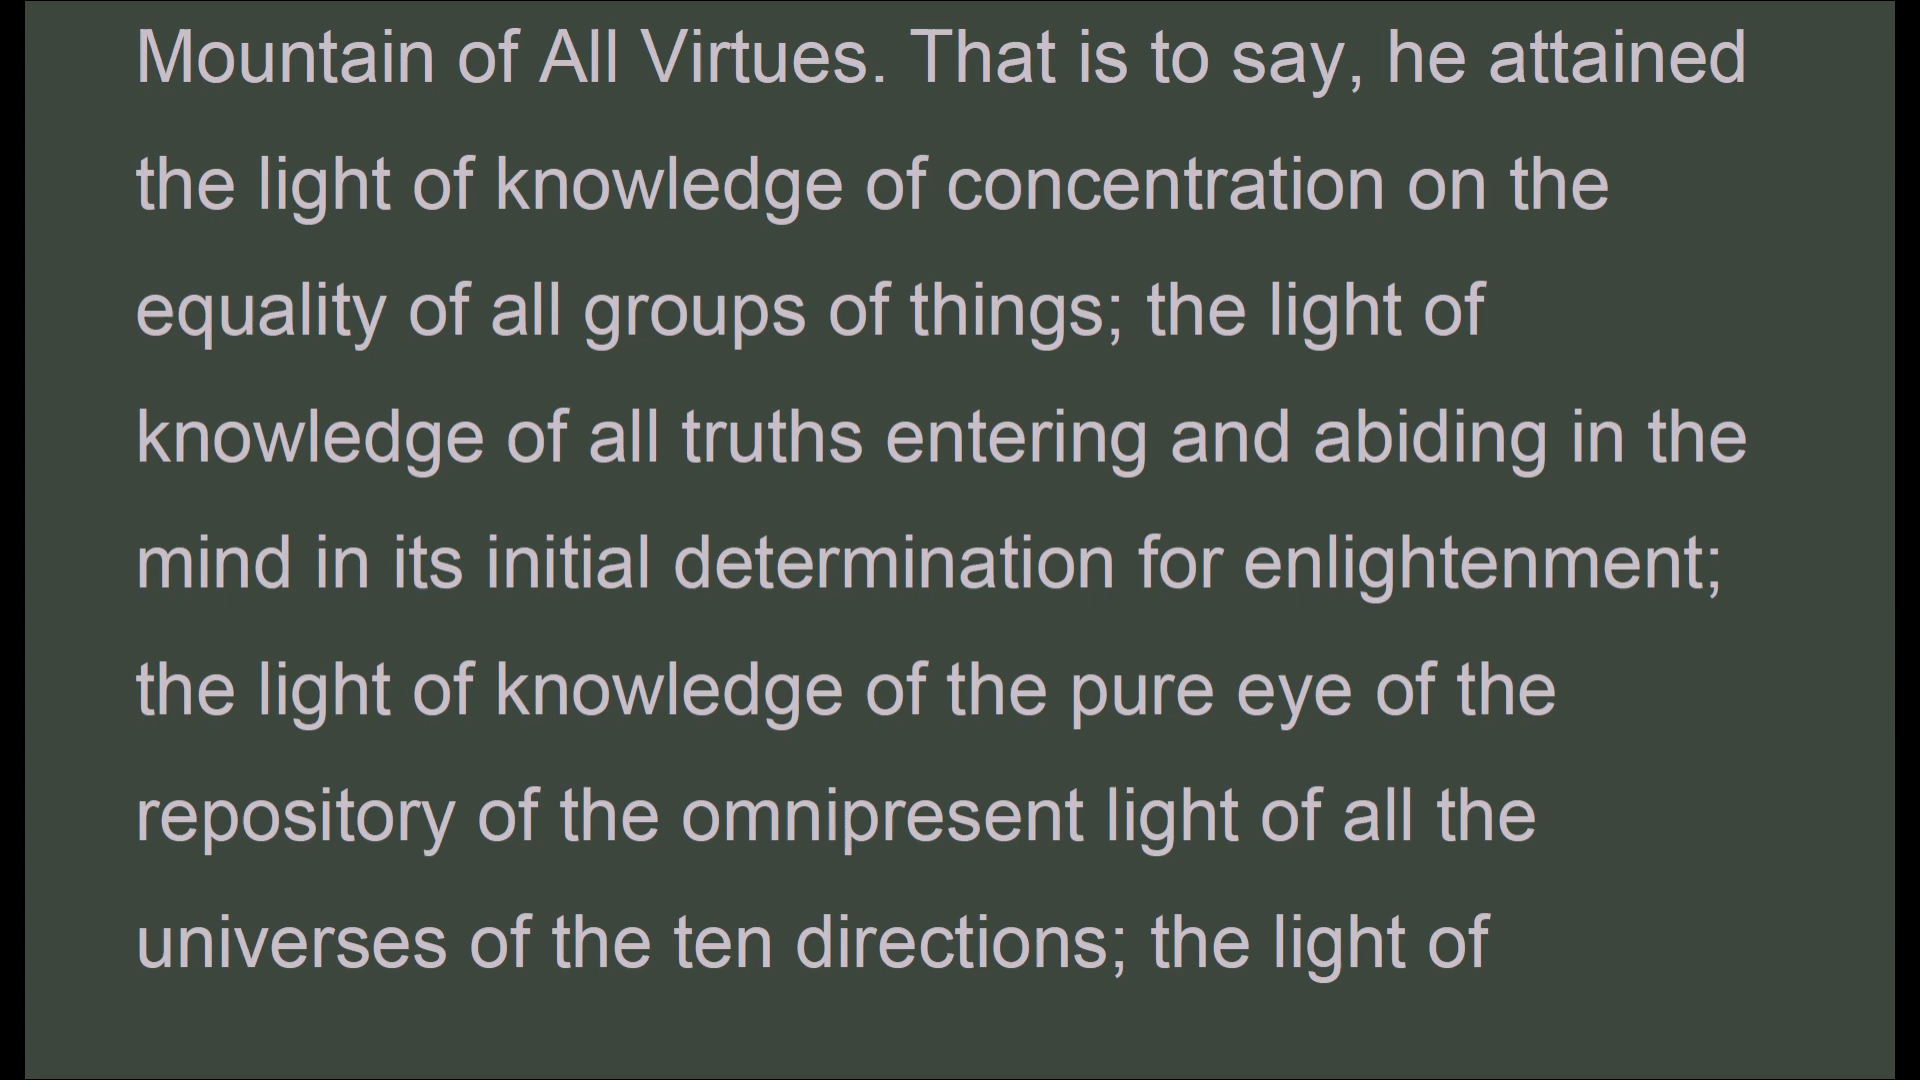 Mountain of All Virtues. That is to say, he attained
the light of knowledge of concentration on the
equality of all groups of things; the light of
knowledge of all truths entering and abiding in the
mind in its initial determination for enlightenment;
the light of knowledge of the pure eye of the
repository of the omnipresent light of all the
universes of the ten directions; the light of